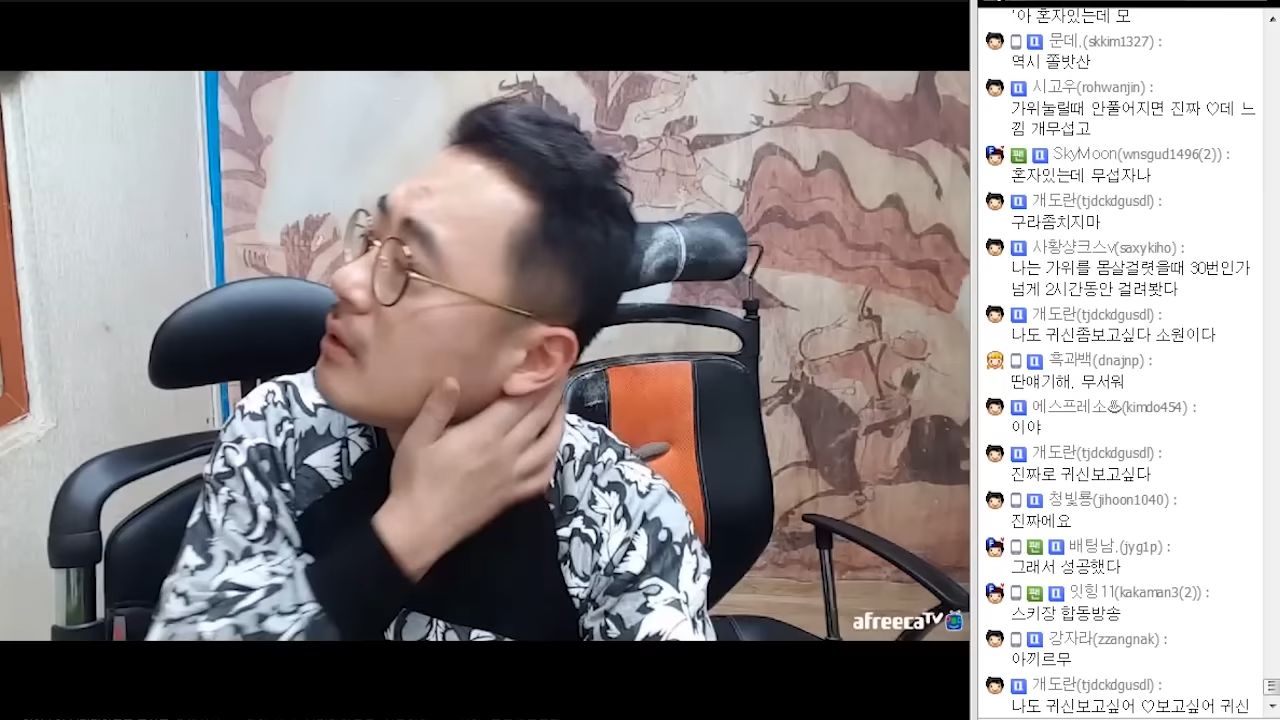 '아 혼자있는데 모
문데.(skkim1327) :
역시 쫄밧산
시고우(rohwanjin) :
가위눌릴때 안풀어지면 진짜 ♡데 느
낌 개무섭고
팬 SkyMoon(wnsgud1496(2)) :
혼자있는데 무섭자나
개도란(tjdckdgusdl) :
구라좀치지마
사황샹크스v(saxykiho) :
나는 가위를 몸살걸렷을때 30번인가
넘게 2시간동안 걸려봣다
개도란(tjdckdgusdl) :
나도 귀신좀보고싶다 소원이다
흑과백(dnajnp) :
딴얘기해. 무서워
에스프레소♨(kimdo454) :
이야
개도란(tjdckdgusdl) :
진짜로 귀신보고싶다
청빛룡(jihoon1040) :
진짜에요
팬 배팅남.(jyg1p) :
그래서 성공했다
팬 잇힝11(kakaman3(2)) :
스키장 합동방송
강자라(zzangnak) :
아끼르무
개도란(tjdckdgusdl) :
나도 귀신보고싶어 ♡보고싶어 귀신
afreecaTV